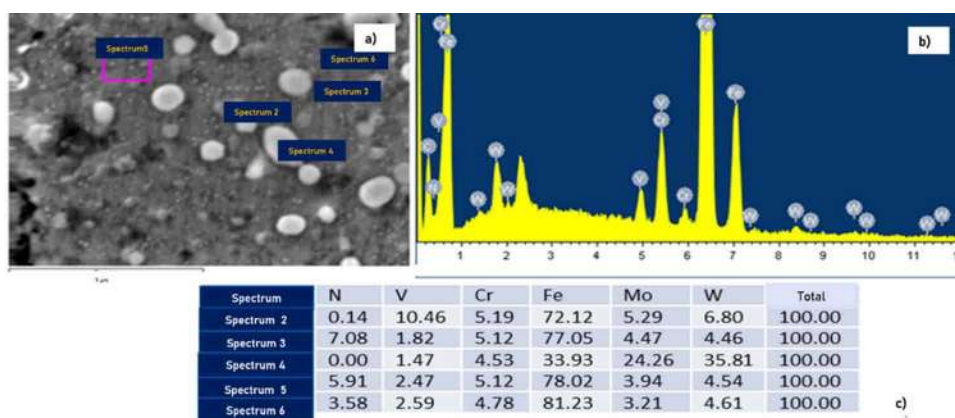 a)
Spectrum5
Spectrum 6
Spectrum 3
Spectrum 2
Spectrum 4
b)
1 2 3 4 5 6 7 8 9 10 11
Spectrum N V Cr Fe Mo W Total
Spectrum 2 0.14 10.46 5.19 72.12 5.29 6.80 100.00
Spectrum 3 7.08 1.82 5.12 77.05 4.47 4.46 100.00
Spectrum 4 0.00 1.47 4.53 33.93 24.26 35.81 100.00
Spectrum 5 5.91 2.47 5.12 78.02 3.94 4.54 100.00
Spectrum 6 3.58 2.59 4.78 81.23 3.21 4.61 100.00
c)